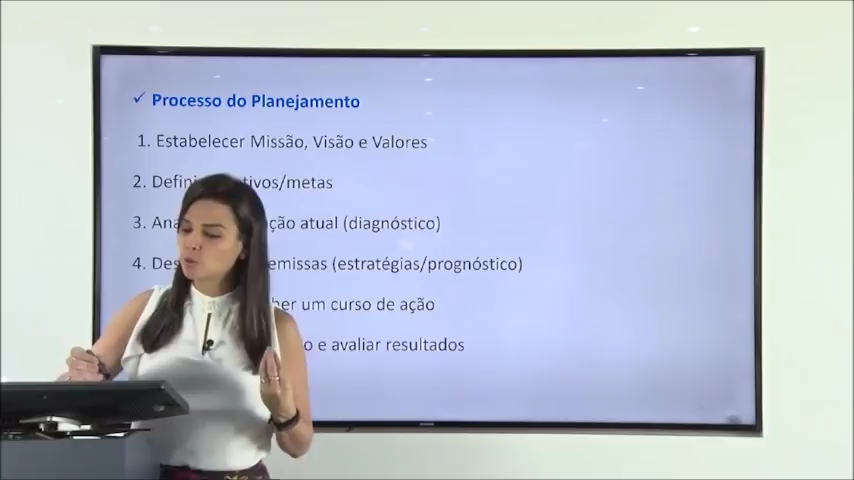 ✓ Processo do Planejamento
1. Estabelecer Missão, Visão e Valores
2. Defini tivos/metas
3. Ana ção atual (diagnóstico)
4. Des emissas (estratégias/prognóstico)
her um curso de ação
o e avaliar resultados